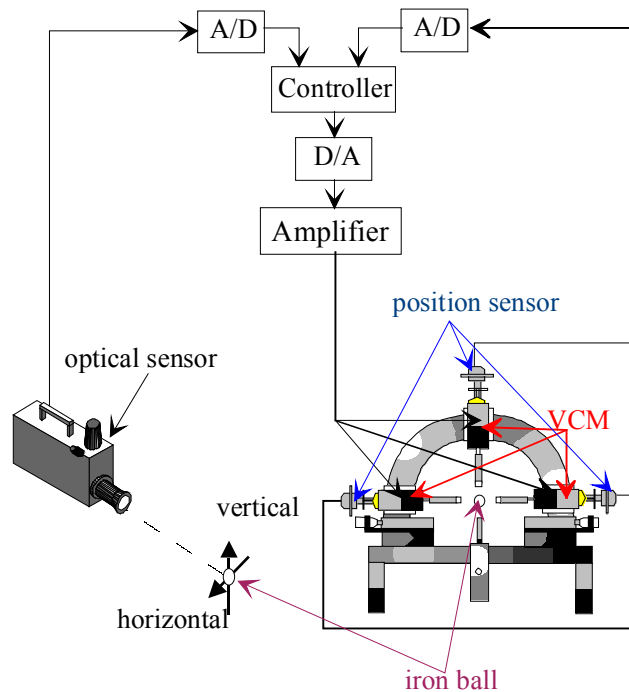 A/D
A/D
Controller
D/A
Amplifier
position sensor
optical sensor
VCM
vertical
horizontal
iron ball